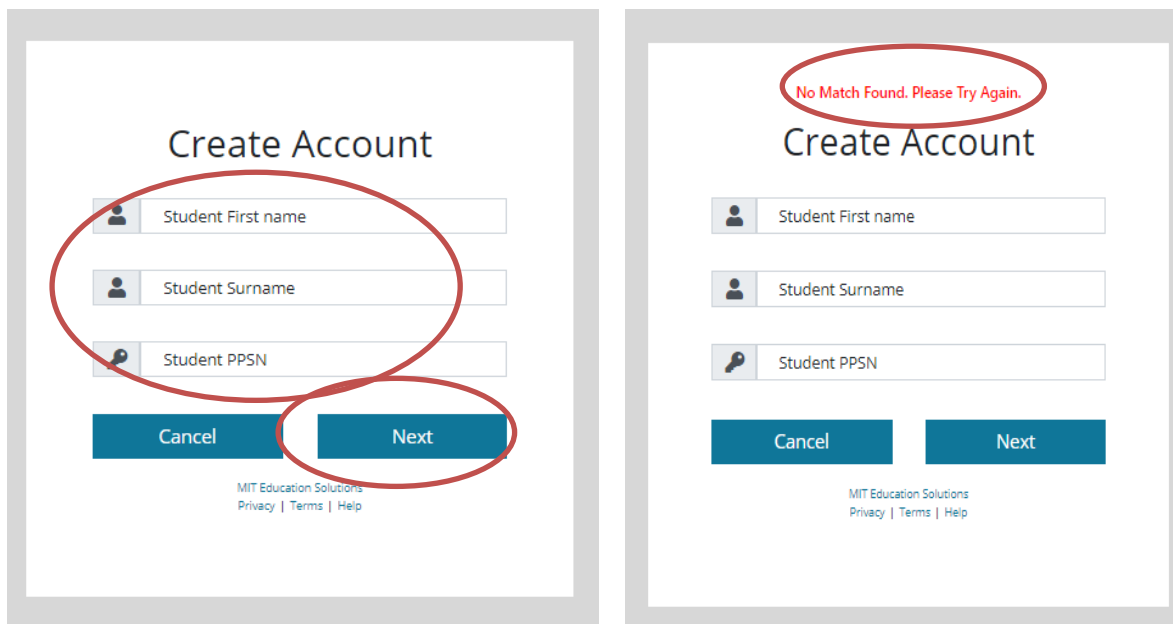 Create Account
Student First name
Student Surname
Student PPSN
Cancel
Next
MIT Education Solutions
Privacy | Terms | Help
No Match Found. Please Try Again.
Create Account
Student First name
Student Surname
Student PPSN
Cancel
Next
MIT Education Solutions
Privacy | Terms | Help